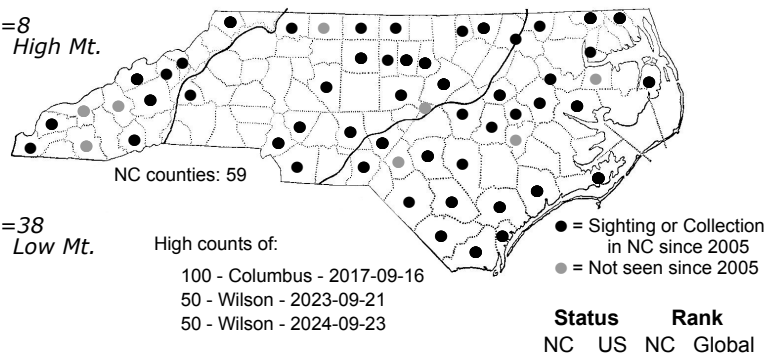 =8
High Mt.
NC counties: 59
=38
Low Mt.
High counts of:
100 - Columbus - 2017-09-16
50 - Wilson - 2023-09-21
50 - Wilson - 2024-09-23
= Sighting or Collection
in NC since 2005
= Not seen since 2005
Status Rank
NC US NC Global